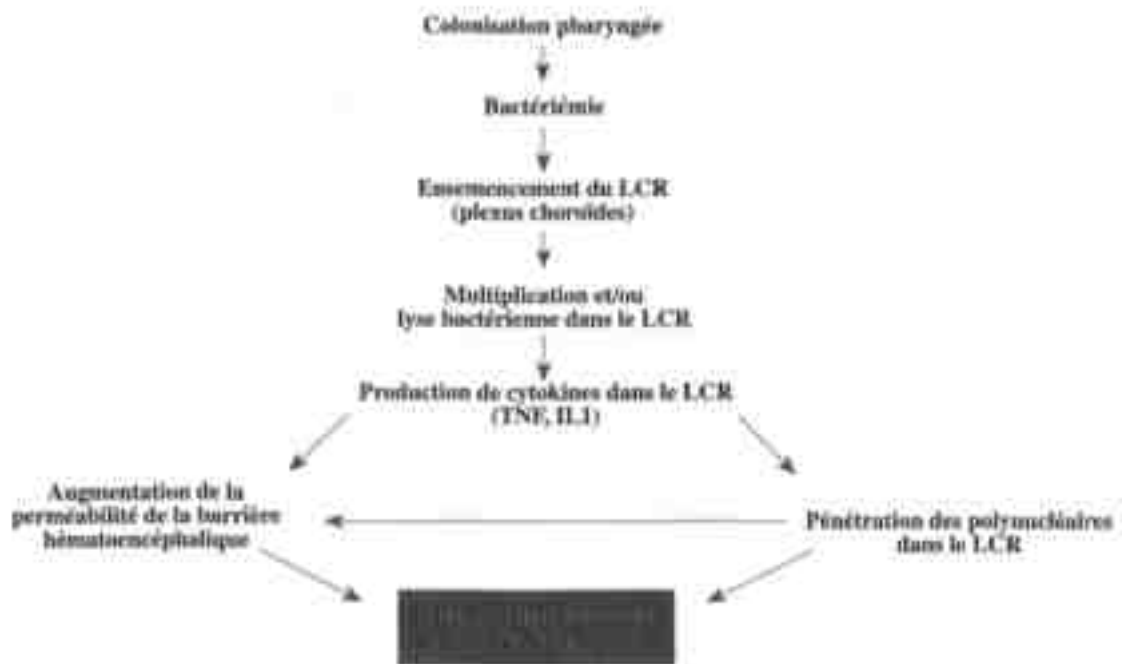 Colonisation pharyngée
Bactériémie
Ensemencement du LCR
(plexus choroïdes)
Multiplication et/ou
lyse bactérienne dans le LCR
Production de cytokines dans le LCR
(TNF, IL1)
Augmentation de la
perméabilité de la barrière
hématoencéphalique
Pénétration des polynucléaires
dans le LCR